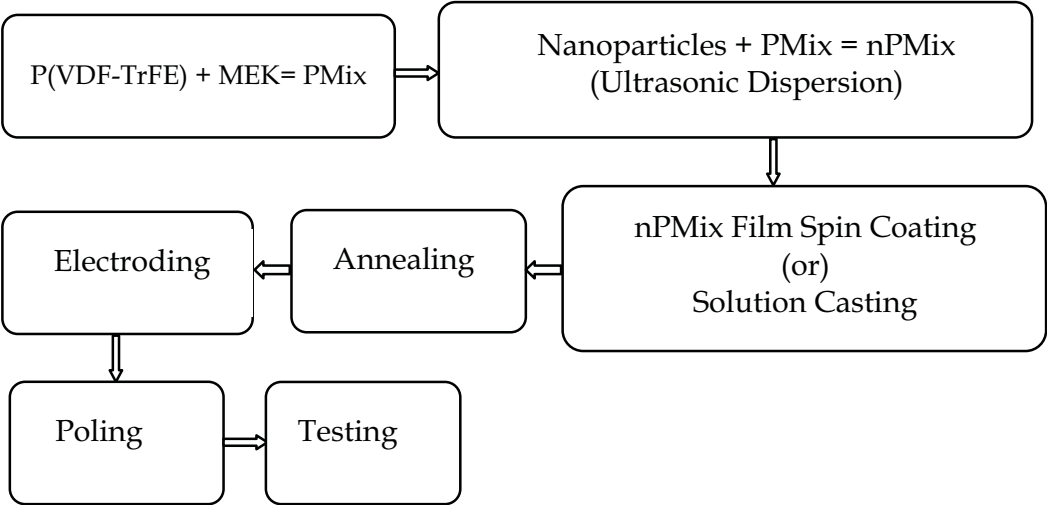 P(VDF-TrFE) + MEK= PMix
Nanoparticles + PMix = nPMix
(Ultrasonic Dispersion)
nPMix Film Spin Coating
(or)
Solution Casting
Annealing
Electroding
Poling
Testing